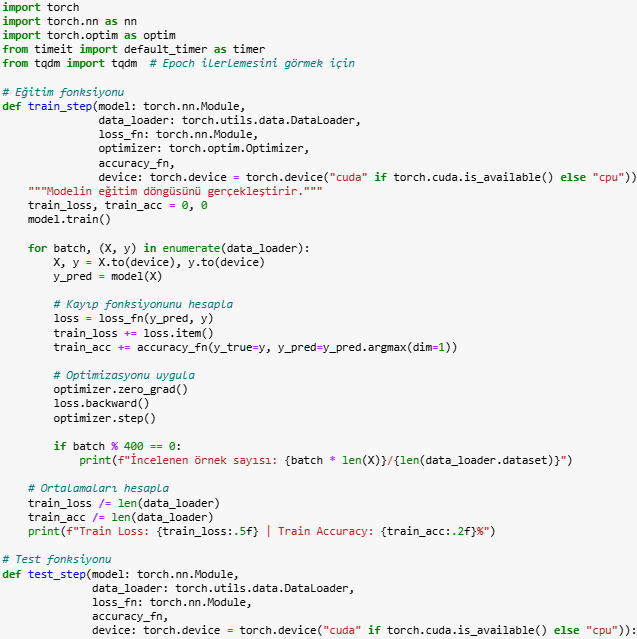 import torch
import torch.nn as nn
import torch.optim as optim
from timeit import default_timer as timer
from tqdm import tqdm  # Epoch ilerlemesini görmek için

# Eğitim fonksiyonu
def train_step(model: torch.nn.Module,
               data_loader: torch.utils.data.DataLoader,
               loss_fn: torch.nn.Module,
               optimizer: torch.optim.Optimizer,
               accuracy_fn,
               device: torch.device = torch.device("cuda" if torch.cuda.is_available() else "cpu")):
    """Modelin eğitim döngüsünü gerçekleştirir."""
    train_loss, train_acc = 0, 0
    model.train()

    for batch, (X, y) in enumerate(data_loader):
        X, y = X.to(device), y.to(device)
        y_pred = model(X)

        # Kayıp fonksiyonunu hesapla
        loss = loss_fn(y_pred, y)
        train_loss += loss.item()
        train_acc += accuracy_fn(y_true=y, y_pred=y_pred.argmax(dim=1))

        # Optimizasyonu uygula
        optimizer.zero_grad()
        loss.backward()
        optimizer.step()

        if batch % 400 == 0:
            print(f"İncelenen örnek sayısı: {batch * len(X)}/{len(data_loader.dataset)}")

    # Ortalamaları hesapla
    train_loss /= len(data_loader)
    train_acc /= len(data_loader)
    print(f"Train Loss: {train_loss:.5f} | Train Accuracy: {train_acc:.2f}%")

# Test fonksiyonu
def test_step(model: torch.nn.Module,
              data_loader: torch.utils.data.DataLoader,
              loss_fn: torch.nn.Module,
              accuracy_fn,
              device: torch.device = torch.device("cuda" if torch.cuda.is_available() else "cpu")):